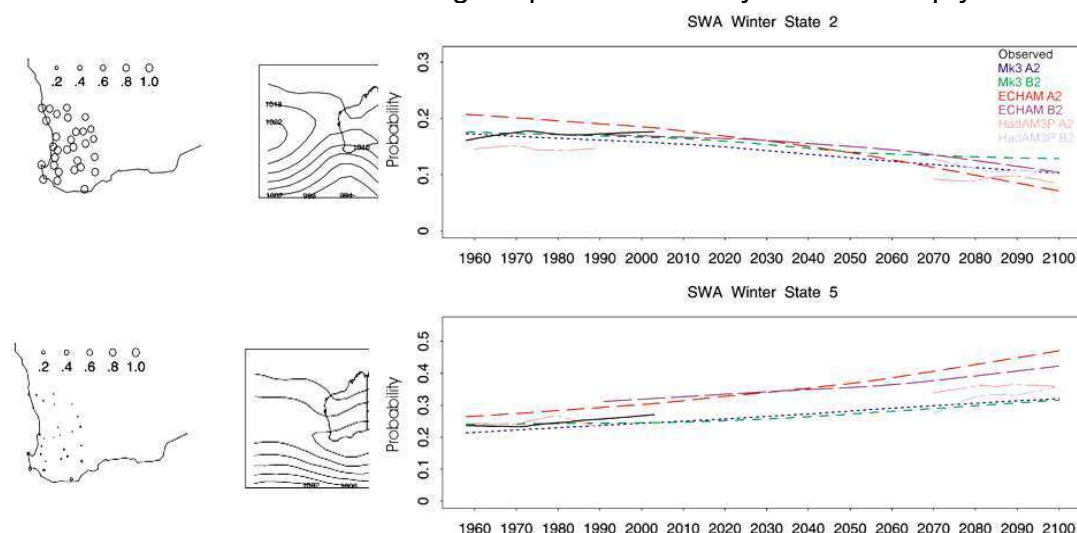 SWA Winter State 2
.2 .4 .6 .8 1.0
1018
1022
1010
1002 998 994
Probability
0.3
0.2
0.1
0
Observed
Mk3 A2
Mk3 B2
ECHAM A2
ECHAM B2
HadAM3P A2
HadAM3P B2
1960 1970 1980 1990 2000 2010 2020 2030 2040 2050 2060 2070 2080 2090 2100
SWA Winter State 5
.2 .4 .6 .8 1.0
Probability
0.5
0.4
0.3
0.2
0.1
0
1960 1970 1980 1990 2000 2010 2020 2030 2040 2050 2060 2070 2080 2090 2100